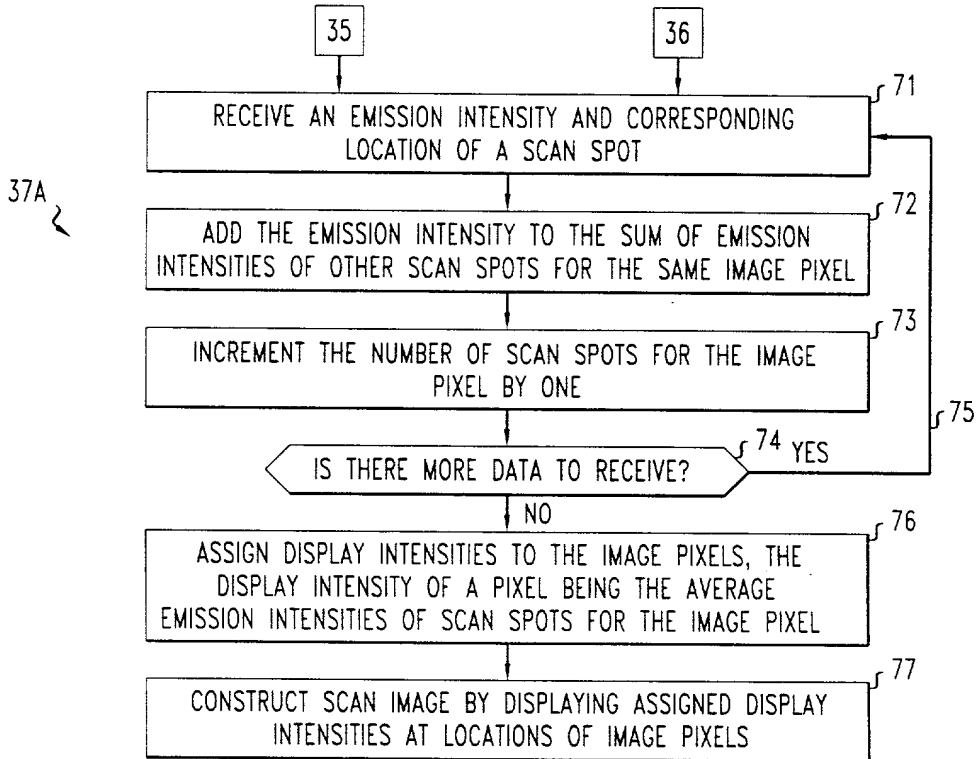 35
36
71
RECEIVE AN EMISSION INTENSITY AND CORRESPONDING
LOCATION OF A SCAN SPOT
37A
72
ADD THE EMISSION INTENSITY TO THE SUM OF EMISSION
INTENSITIES OF OTHER SCAN SPOTS FOR THE SAME IMAGE PIXEL
73
INCREMENT THE NUMBER OF SCAN SPOTS FOR THE IMAGE
PIXEL BY ONE
75
74
YES
IS THERE MORE DATA TO RECEIVE?
NO
76
ASSIGN DISPLAY INTENSITIES TO THE IMAGE PIXELS, THE
DISPLAY INTENSITY OF A PIXEL BEING THE AVERAGE
EMISSION INTENSITIES OF SCAN SPOTS FOR THE IMAGE PIXEL
77
CONSTRUCT SCAN IMAGE BY DISPLAYING ASSIGNED DISPLAY
INTENSITIES AT LOCATIONS OF IMAGE PIXELS